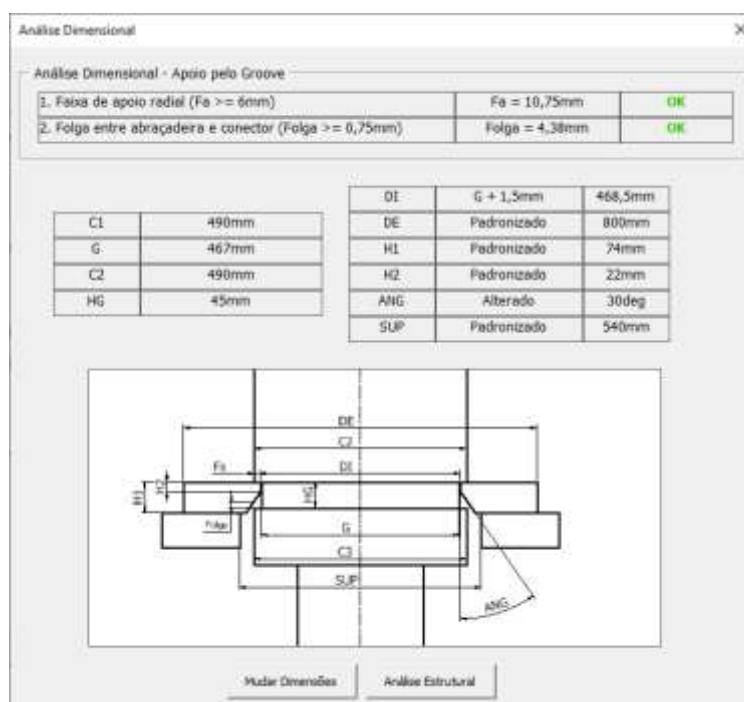 Análise Dimensional
Análise Dimensional - Apoio pelo Groove
1. Faixa de apoio radial (Fa >= 6mm) Fa = 10,75mm OK
2. Folga entre abraçadeira e conector (Folga >= 0,75mm) Folga = 4,38mm OK
DI G + 1,5mm 468,5mm
C1 490mm DE Padronizado 800mm
G 467mm H1 Padronizado 74mm
C2 490mm H2 Padronizado 22mm
HG 45mm ANG Alterado 30deg
SUP Padronizado 540mm
DE
C2
Fa DI
H1 H2 HG
Folga
G
C1
SUP
ANG
Mudar Dimensões Análise Estrutural